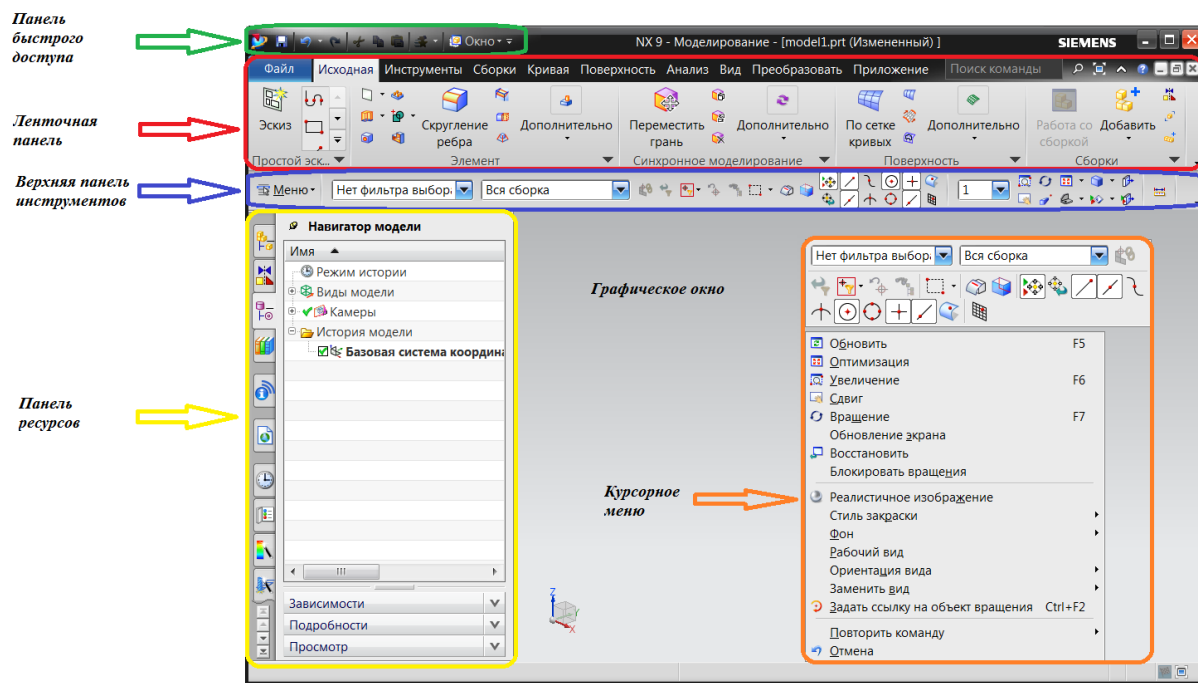 Панель
быстрого
доступа
Окно
NX 9 - Моделирование - [model1.prt (Измененный) ]
SIEMENS
Файл Исходная Инструменты Сборки Кривая Поверхность Анализ Вид Преобразовать Приложение Поиск команды
Ленточная
панель
Эскиз
Скругление
ребра
Дополнительно
Переместить
грань
Дополнительно
По сетке
кривых
Дополнительно
Работа со
сборкой
Добавить
Простой эск...
Элемент
Синхронное моделирование
Поверхность
Сборки
Верхняя панель
инструментов
Меню
Нет фильтра выбор
Вся сборка
1
Навигатор модели
Имя
Режим истории
Виды модели
Камеры
История модели
Базовая система координа
Графическое окно
Нет фильтра выбор
Вся сборка
Обновить F5
Оптимизация
Увеличение F6
Сдвиг
Вращение F7
Обновление экрана
Восстановить
Блокировать вращения
Реалистичное изображение
Стиль закраски
Фон
Рабочий вид
Ориентация вида
Заменить вид
Задать ссылку на объект вращения Ctrl+F2
Повторить команду
Отмена
Панель
ресурсов
Курсорное
меню
Зависимости
Подробности
Просмотр
Z
X